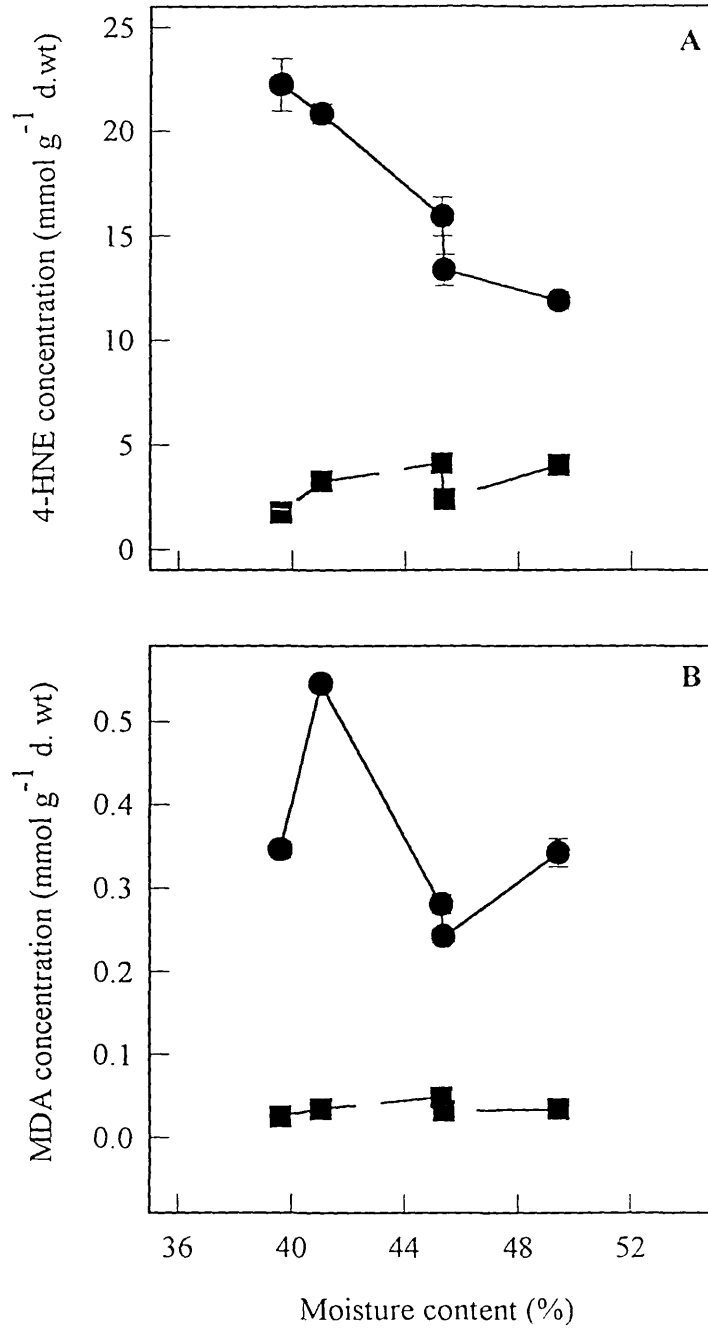 A
4-HNE concentration (mmol g-1 d.wt)
25
20
15
10
5
0
B
MDA concentration (mmol g-1 d. wt)
0.5
0.4
0.3
0.2
0.1
0.0
36 40 44 48 52
Moisture content (%)